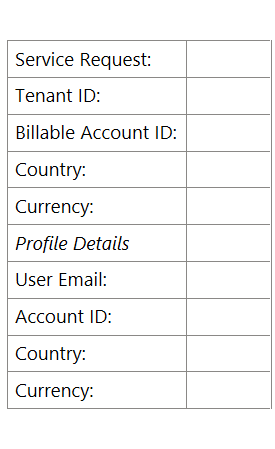 Service Request:
Tenant ID:
Billable Account ID:
Country:
Currency:
Profile Details
User Email:
Account ID:
Country:
Currency: